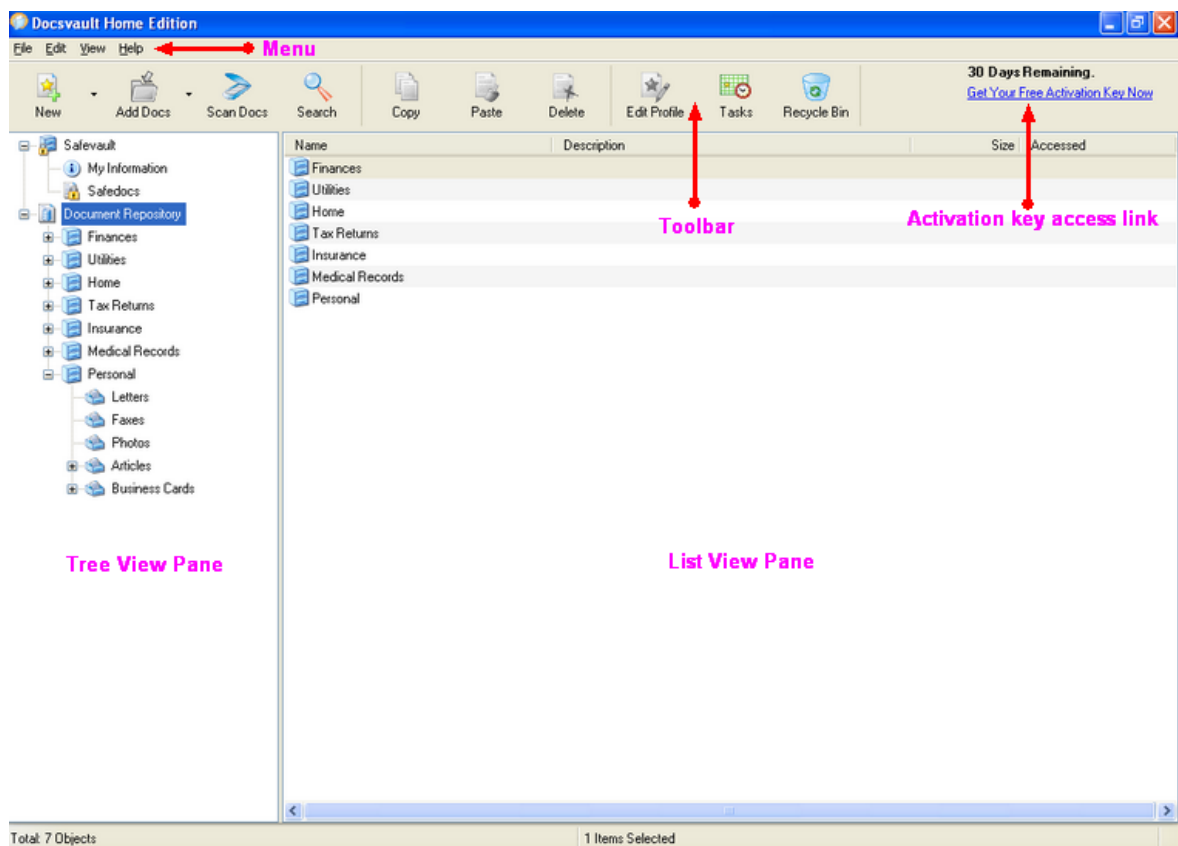 Docsvault Home Edition
File Edit View Help Menu
New Add Docs Scan Docs Search Copy Paste Delete Edit Profile Tasks Recycle Bin
30 Days Remaining.
Get Your Free Activation Key Now
Safevault
My Information
Safedocs
Document Repository
Finances
Utilities
Home
Tax Returns
Insurance
Medical Records
Personal
Letters
Faxes
Photos
Articles
Business Cards
Tree View Pane
Name Description Size Accessed
Finances
Utilities
Home
Tax Returns
Insurance
Medical Records
Personal
Toolbar
Activation key access link
List View Pane
Total: 7 Objects 1 Items Selected